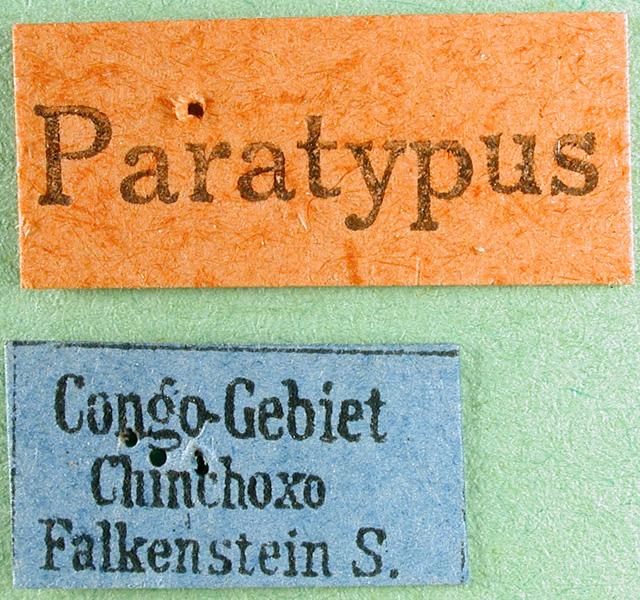 Paratypus
Congo-Gebiet
Chinchoxo
Falkenstein S.